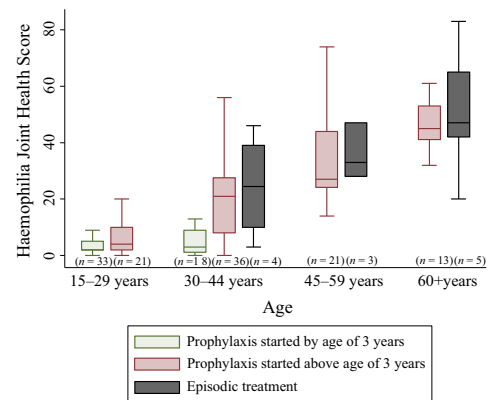 Haemophilia Joint Health Score
80
60
40
20
0
(n = 33)(n = 21) (n =1 8)(n = 36)(n = 4) (n = 21)(n = 3) (n = 13)(n = 5)
15–29 years 30–44 years 45–59 years 60+years
Age
Prophylaxis started by age of 3 years
Prophylaxis started above age of 3 years
Episodic treatment